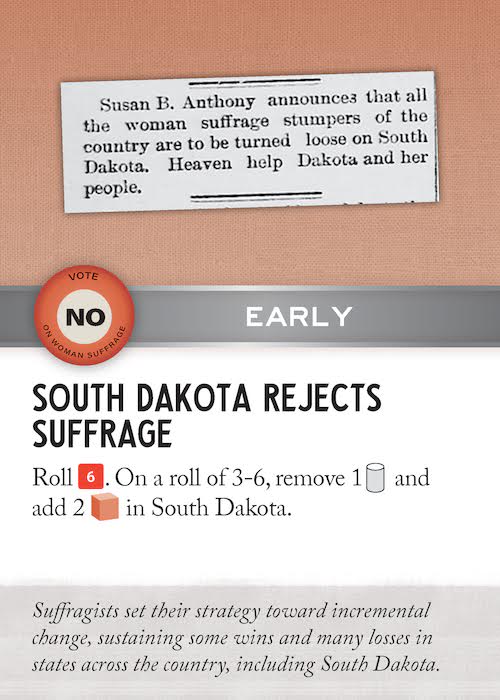 Susan B. Anthony announces that all
the woman suffrage stumpers of the
country are to be turned loose on South
Dakota. Heaven help Dakota and her
people.
VOTE
NO
ON WOMAN SUFFRAGE
EARLY
SOUTH DAKOTA REJECTS
SUFFRAGE
Roll 6. On a roll of 3-6, remove 1 and
add 2 in South Dakota.
Suffragists set their strategy toward incremental
change, sustaining some wins and many losses in
states across the country, including South Dakota.